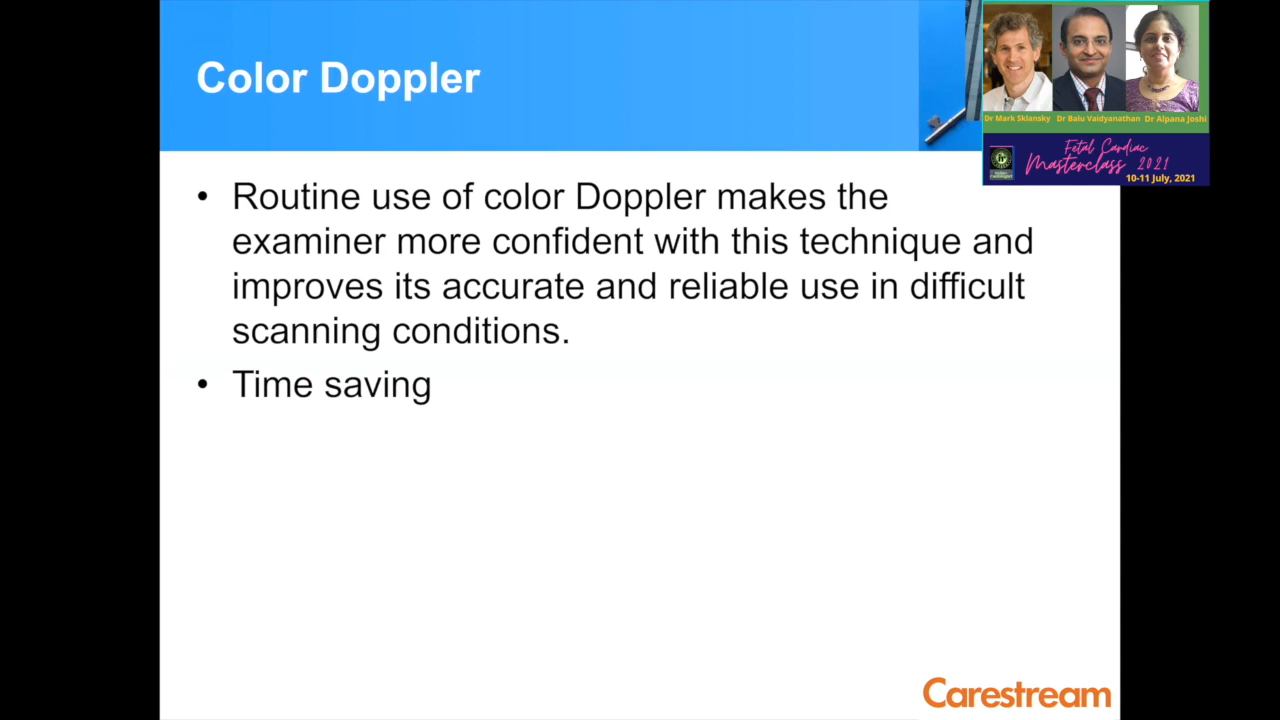 Color Doppler
Dr Mark Sklansky Dr Balu Vaidyanathan Dr Alpana Joshi
Fetal Cardiac
Masterclass 2021
10-11 July, 2021
• Routine use of color Doppler makes the
examiner more confident with this technique and
improves its accurate and reliable use in difficult
scanning conditions.
• Time saving
Carestream